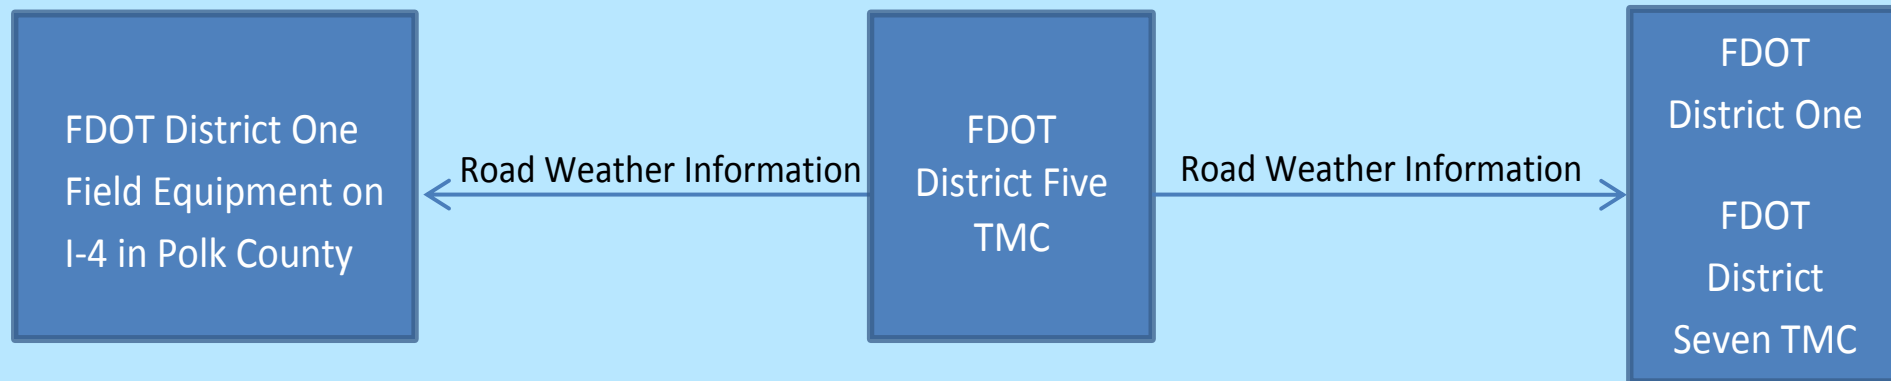 FDOT District One
Field Equipment on
I-4 in Polk County
Road Weather Information
FDOT
District Five
TMC
Road Weather Information
FDOT
District One
FDOT
District
Seven TMC